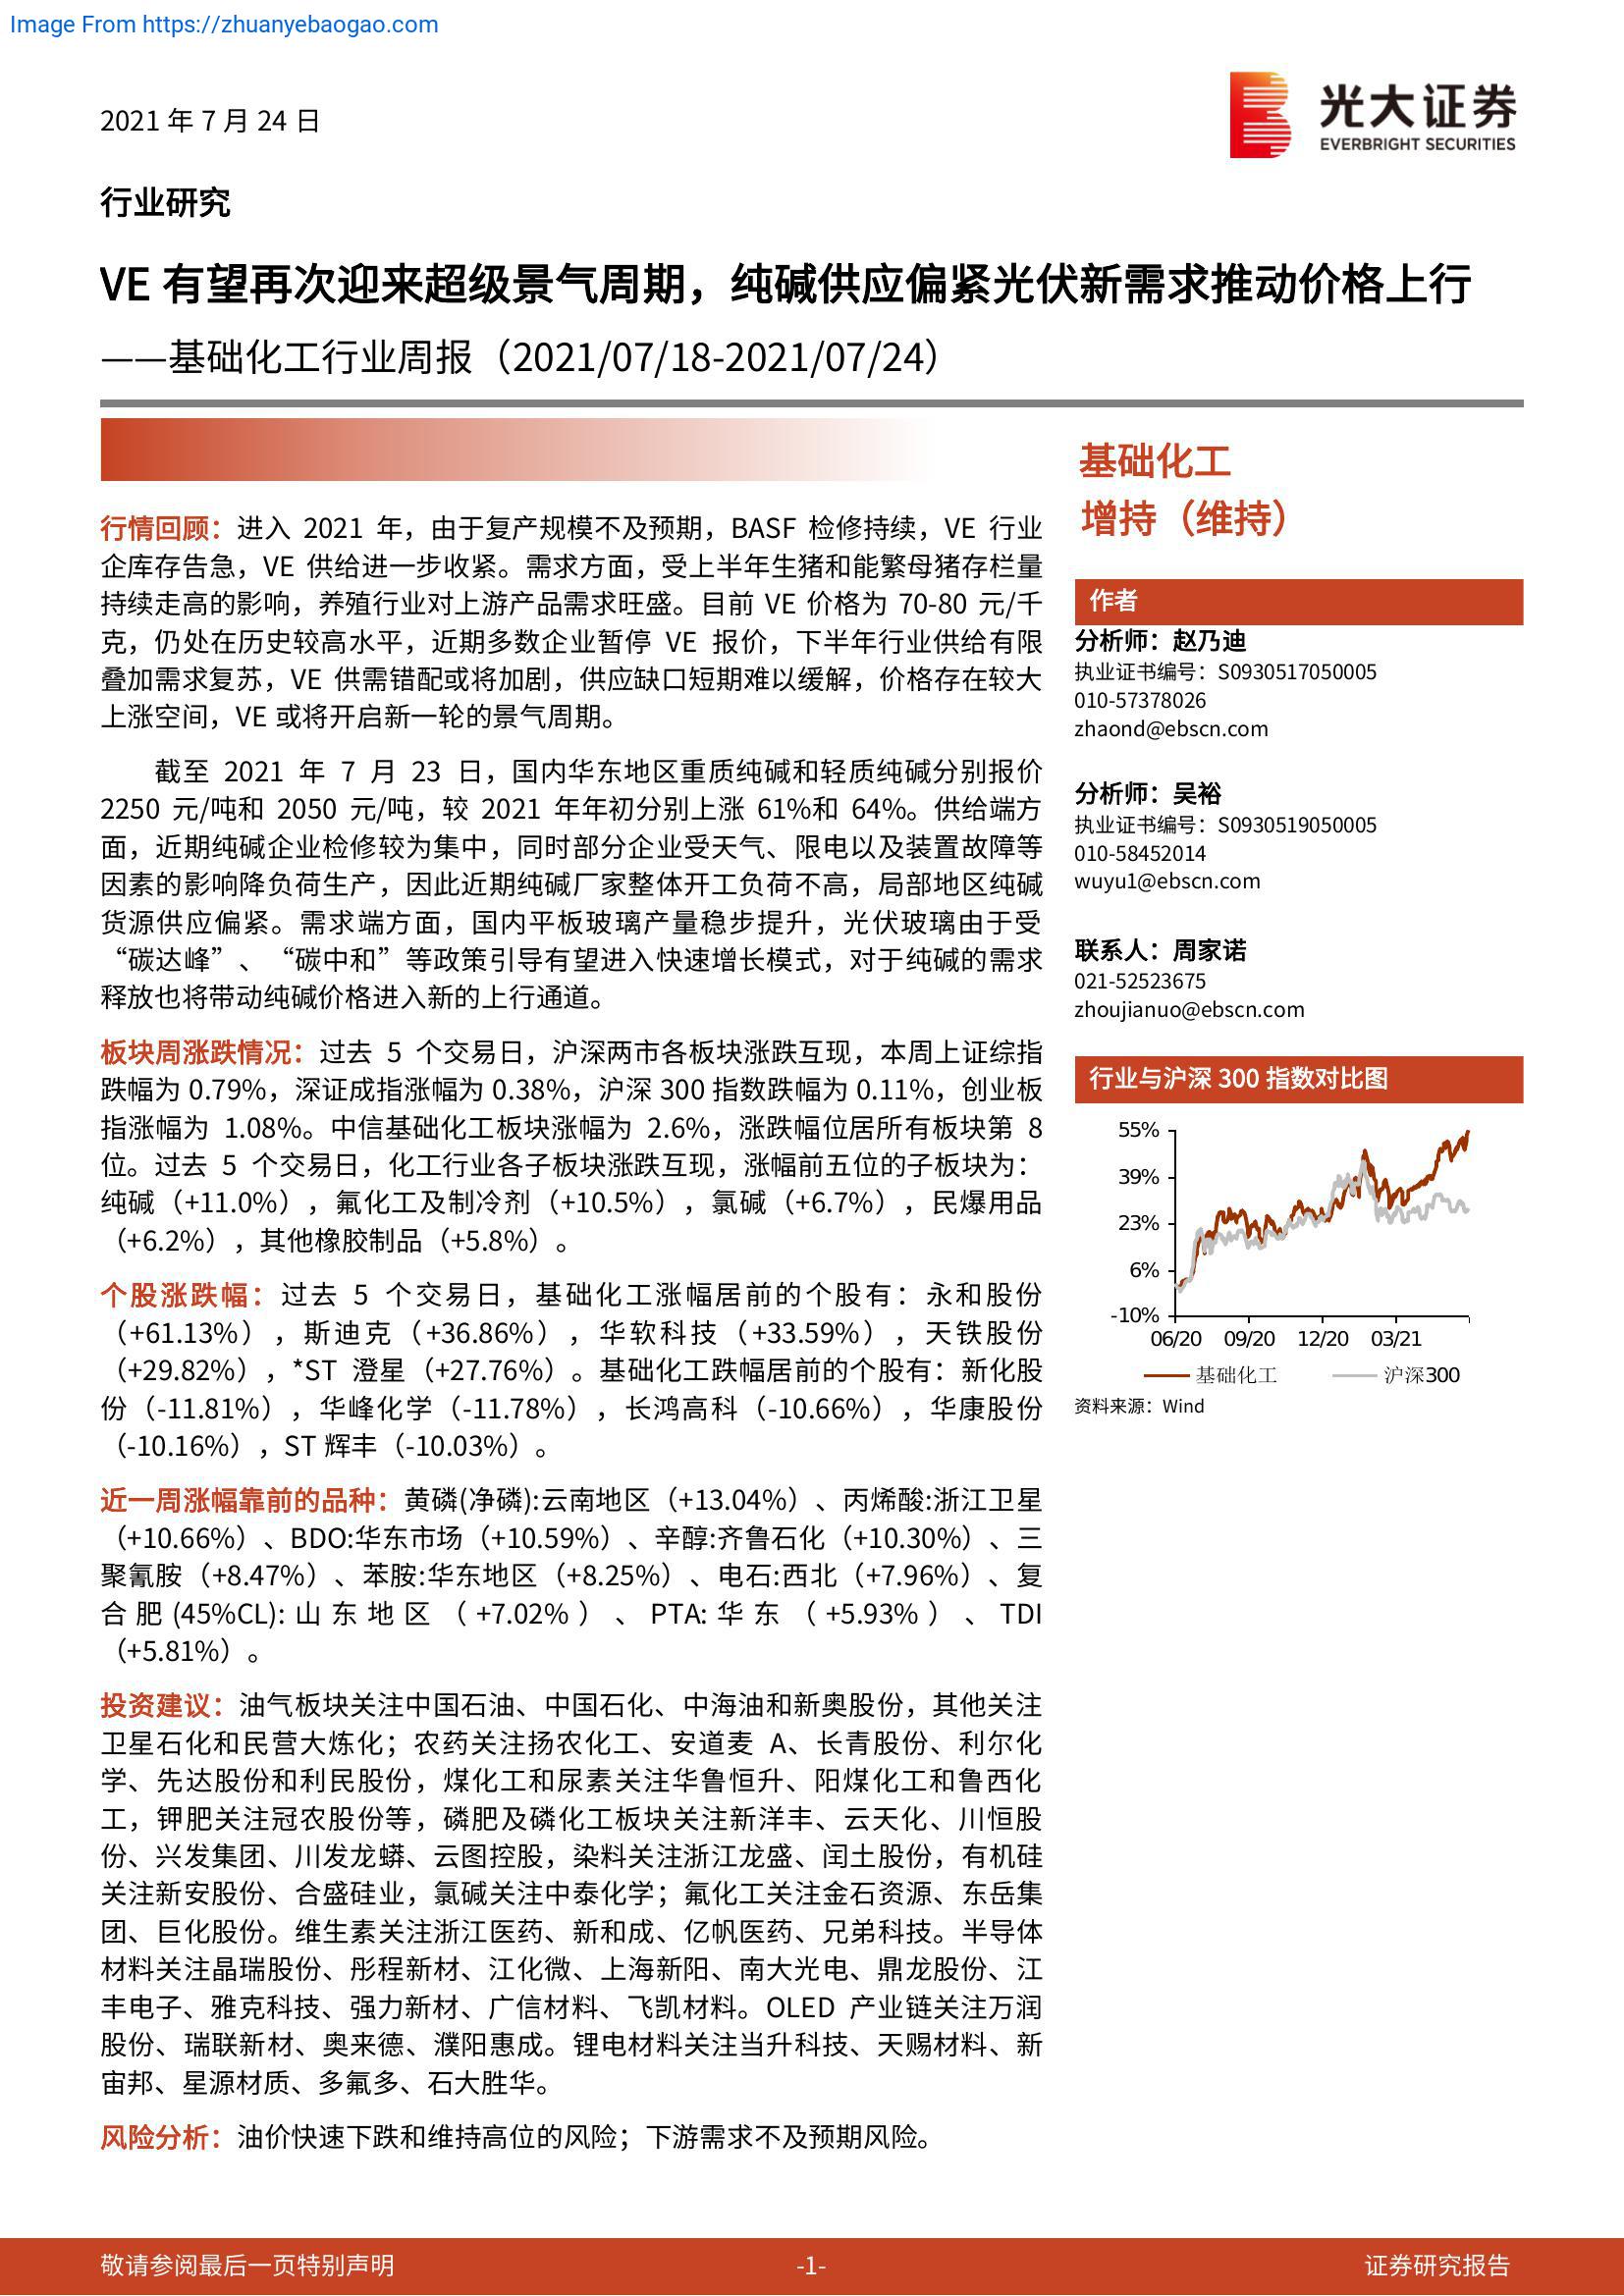 Image From https://zhuanyebaogao.com
2021 年 7 月 24 日
光大证券
EVERBRIGHT SECURITIES
行业研究
VE 有望再次迎来超级景气周期，纯碱供应偏紧光伏新需求推动价格上行
——基础化工行业周报（2021/07/18-2021/07/24）
行情回顾：进入 2021 年，由于复产规模不及预期，BASF 检修持续，VE 行业
企库存告急，VE 供给进一步收紧。需求方面，受上半年生猪和能繁母猪存栏量
持续走高的影响，养殖行业对上游产品需求旺盛。目前 VE 价格为 70-80 元/千
克，仍处在历史较高水平，近期多数企业暂停 VE 报价，下半年行业供给有限
叠加需求复苏，VE 供需错配或将加剧，供应缺口短期难以缓解，价格存在较大
上涨空间，VE 或将开启新一轮的景气周期。
截至 2021 年 7 月 23 日，国内华东地区重质纯碱和轻质纯碱分别报价
2250 元/吨和 2050 元/吨，较 2021 年年初分别上涨 61%和 64%。供给端方
面，近期纯碱企业检修较为集中，同时部分企业受天气、限电以及装置故障等
因素的影响降负荷生产，因此近期纯碱厂家整体开工负荷不高，局部地区纯碱
货源供应偏紧。需求端方面，国内平板玻璃产量稳步提升，光伏玻璃由于受
“碳达峰”、“碳中和”等政策引导有望进入快速增长模式，对于纯碱的需求
释放也将带动纯碱价格进入新的上行通道。
板块周涨跌情况：过去 5 个交易日，沪深两市各板块涨跌互现，本周上证综指
跌幅为 0.79%，深证成指涨幅为 0.38%，沪深 300 指数跌幅为 0.11%，创业板
指涨幅为 1.08%。中信基础化工板块涨幅为 2.6%，涨跌幅位居所有板块第 8
位。过去 5 个交易日，化工行业各子板块涨跌互现，涨幅前五位的子板块为：
纯碱（+11.0%），氟化工及制冷剂（+10.5%），氯碱（+6.7%），民爆用品
（+6.2%），其他橡胶制品（+5.8%）。
个股涨跌幅：过去 5 个交易日，基础化工涨幅居前的个股有：永和股份
（+61.13%），斯迪克（+36.86%），华软科技（+33.59%），天铁股份
（+29.82%），*ST 澄星（+27.76%）。基础化工跌幅居前的个股有：新化股
份（-11.81%），华峰化学（-11.78%），长鸿高科（-10.66%），华康股份
（-10.16%），ST 辉丰（-10.03%）。
近一周涨幅靠前的品种：黄磷(净磷):云南地区（+13.04%）、丙烯酸:浙江卫星
（+10.66%）、BDO:华东市场（+10.59%）、辛醇:齐鲁石化（+10.30%）、三
聚氰胺（+8.47%）、苯胺:华东地区（+8.25%）、电石:西北（+7.96%）、复
合肥(45%CL):山东地区（+7.02%）、PTA:华东（+5.93%）、TDI
（+5.81%）。
投资建议：油气板块关注中国石油、中国石化、中海油和新奥股份，其他关注
卫星石化和民营大炼化；农药关注扬农化工、安道麦 A、长青股份、利尔化
学、先达股份和利民股份，煤化工和尿素关注华鲁恒升、阳煤化工和鲁西化
工，钾肥关注冠农股份等，磷肥及磷化工板块关注新洋丰、云天化、川恒股
份、兴发集团、川发龙蟒、云图控股，染料关注浙江龙盛、闰土股份，有机硅
关注新安股份、合盛硅业，氯碱关注中泰化学；氟化工关注金石资源、东岳集
团、巨化股份。维生素关注浙江医药、新和成、亿帆医药、兄弟科技。半导体
材料关注晶瑞股份、彤程新材、江化微、上海新阳、南大光电、鼎龙股份、江
丰电子、雅克科技、强力新材、广信材料、飞凯材料。OLED 产业链关注万润
股份、瑞联新材、奥来德、濮阳惠成。锂电材料关注当升科技、天赐材料、新
宙邦、星源材质、多氟多、石大胜华。
风险分析：油价快速下跌和维持高位的风险；下游需求不及预期风险。
基础化工
增持（维持）
作者
分析师：赵乃迪
执业证书编号：S0930517050005
010-57378026
zhaond@ebscn.com
分析师：吴裕
执业证书编号：S0930519050005
010-58452014
wuyu1@ebscn.com
联系人：周家诺
021-52523675
zhoujianuo@ebscn.com
行业与沪深 300 指数对比图
55%
39%
23%
6%
-10%
06/20 09/20 12/20 03/21
基础化工 沪深300
资料来源：Wind
敬请参阅最后一页特别声明 -1- 证券研究报告